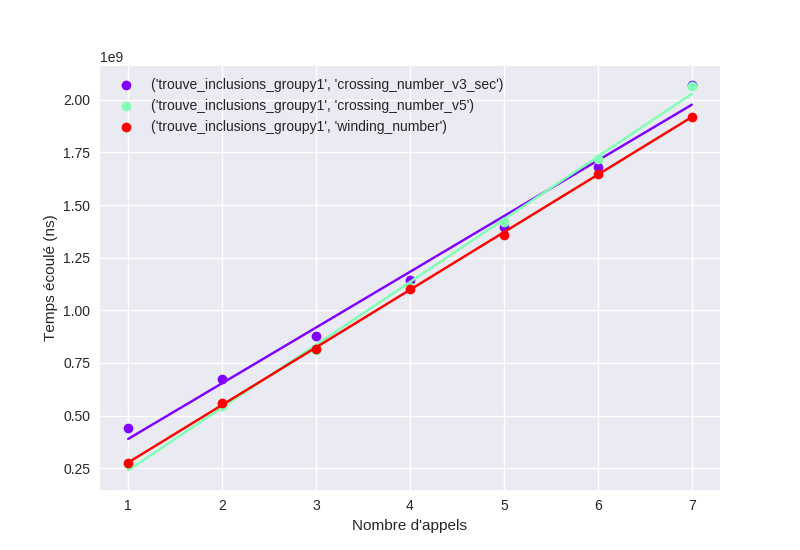 1e9
('trouve_inclusions_groupy1', 'crossing_number_v3_sec')
('trouve_inclusions_groupy1', 'crossing_number_v5')
('trouve_inclusions_groupy1', 'winding_number')
2.00
1.75
1.50
1.25
1.00
0.75
0.50
0.25
Temps écoulé (ns)
1 2 3 4 5 6 7
Nombre d'appels